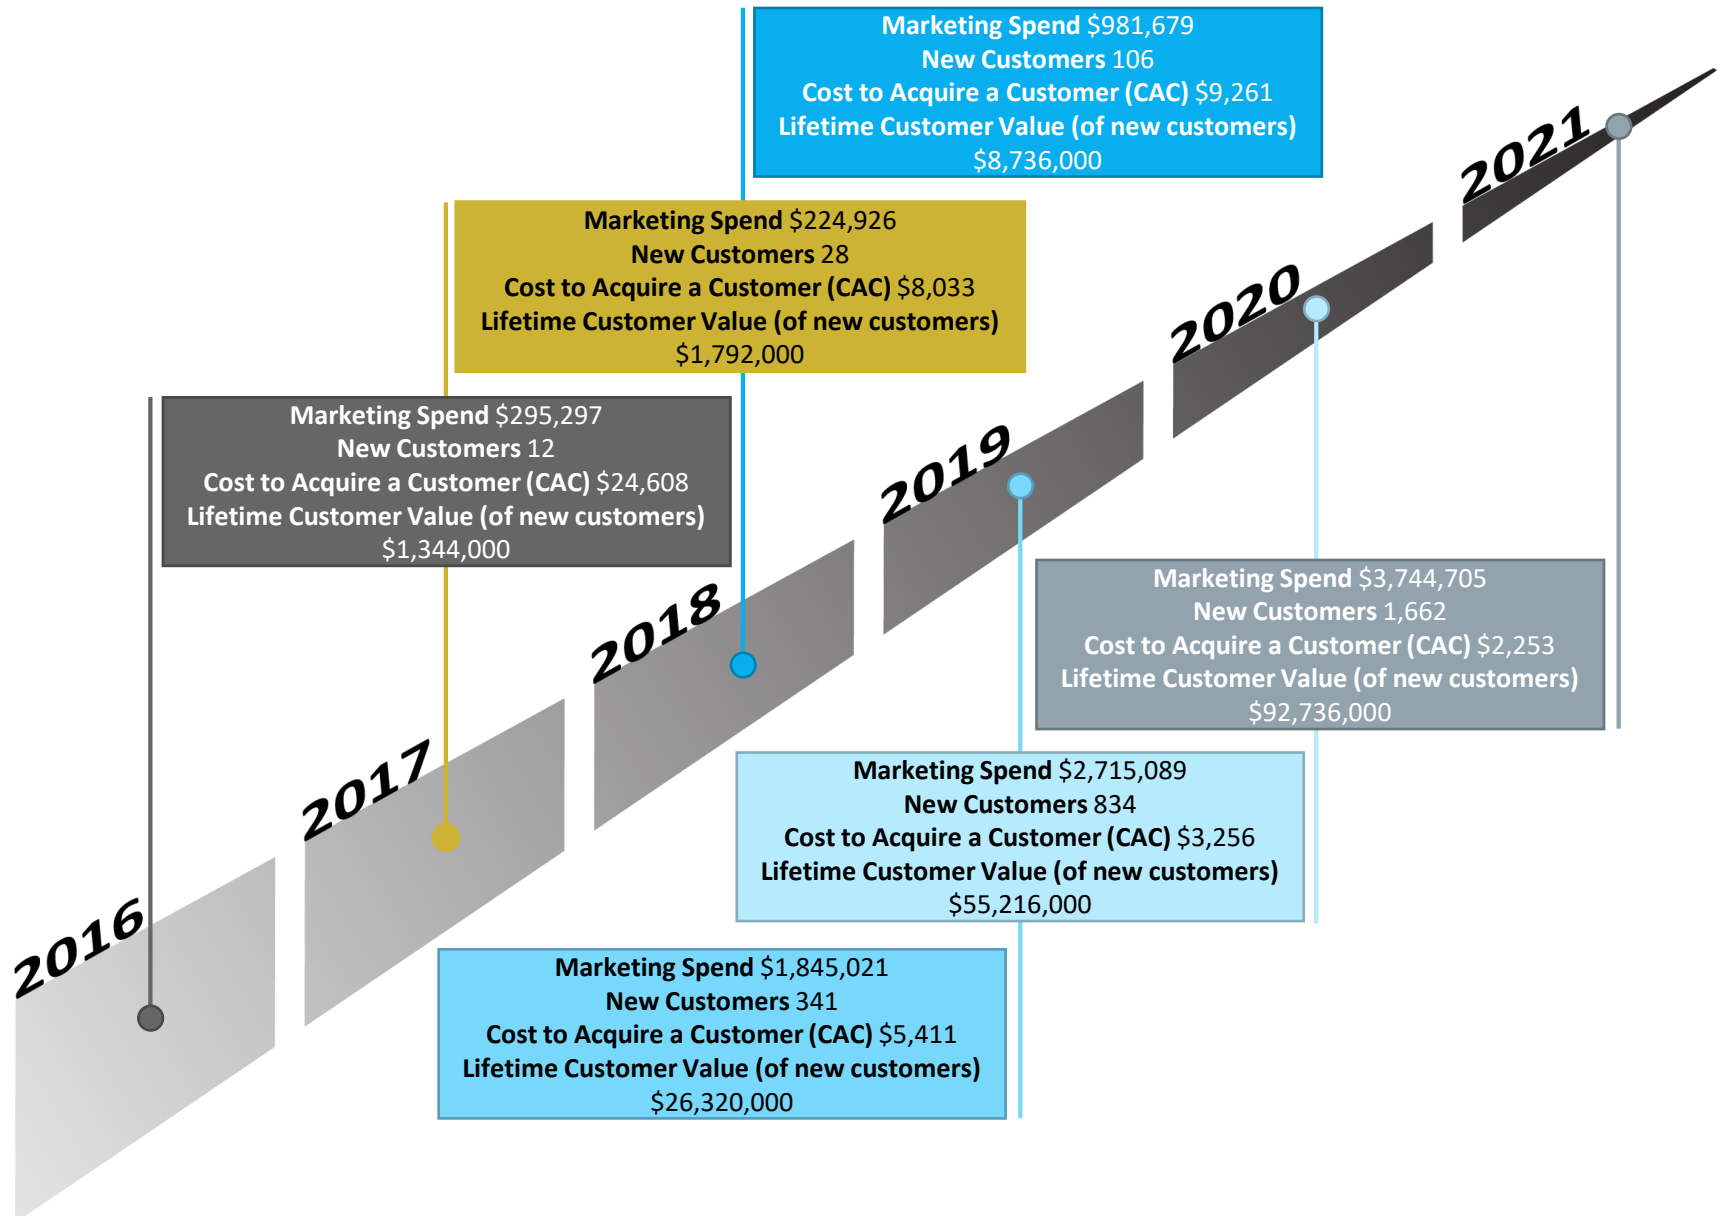 Marketing Spend $981,679
New Customers 106
Cost to Acquire a Customer (CAC) $9,261
Lifetime Customer Value (of new customers)
$8,736,000
2021
Marketing Spend $224,926
New Customers 28
Cost to Acquire a Customer (CAC) $8,033
Lifetime Customer Value (of new customers)
$1,792,000
2020
Marketing Spend $295,297
New Customers 12
Cost to Acquire a Customer (CAC) $24,608
Lifetime Customer Value (of new customers)
$1,344,000
2019
Marketing Spend $3,744,705
New Customers 1,662
Cost to Acquire a Customer (CAC) $2,253
Lifetime Customer Value (of new customers)
$92,736,000
2018
Marketing Spend $2,715,089
New Customers 834
Cost to Acquire a Customer (CAC) $3,256
Lifetime Customer Value (of new customers)
$55,216,000
2017
Marketing Spend $1,845,021
New Customers 341
Cost to Acquire a Customer (CAC) $5,411
Lifetime Customer Value (of new customers)
$26,320,000
2016